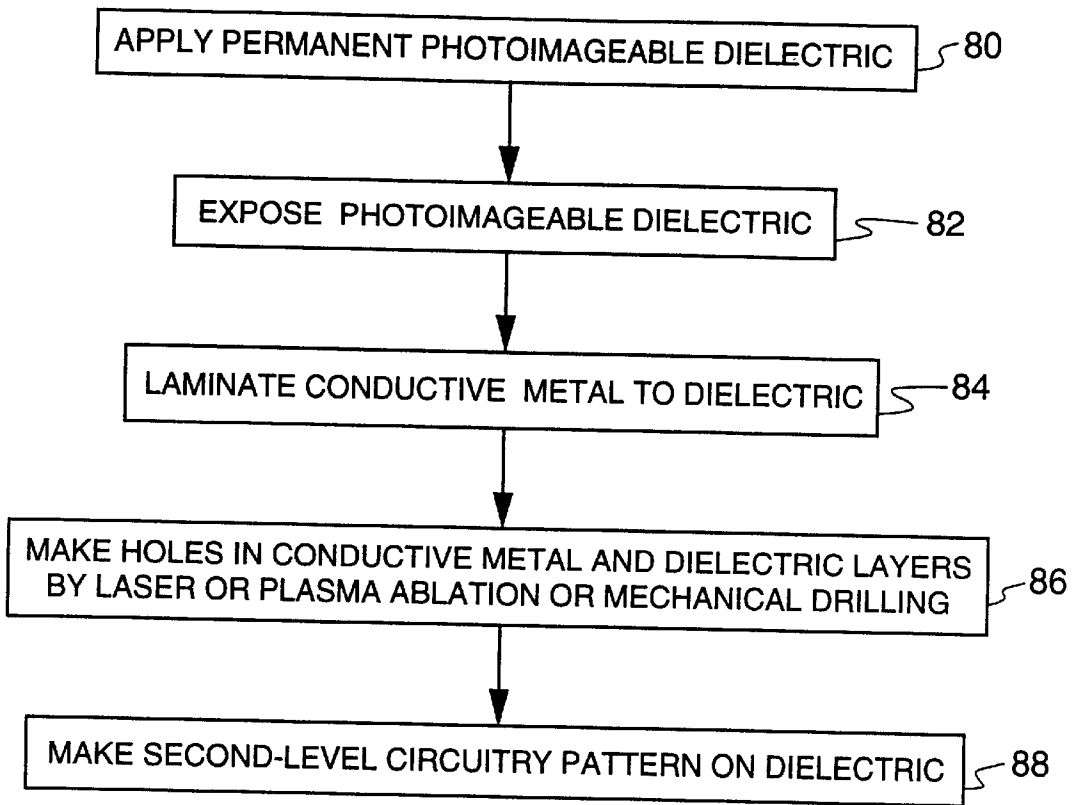 APPLY PERMANENT PHOTOIMAGEABLE DIELECTRIC
80
EXPOSE PHOTOIMAGEABLE DIELECTRIC
82
LAMINATE CONDUCTIVE METAL TO DIELECTRIC
84
MAKE HOLES IN CONDUCTIVE METAL AND DIELECTRIC LAYERS
BY LASER OR PLASMA ABLATION OR MECHANICAL DRILLING
86
MAKE SECOND-LEVEL CIRCUITRY PATTERN ON DIELECTRIC
88